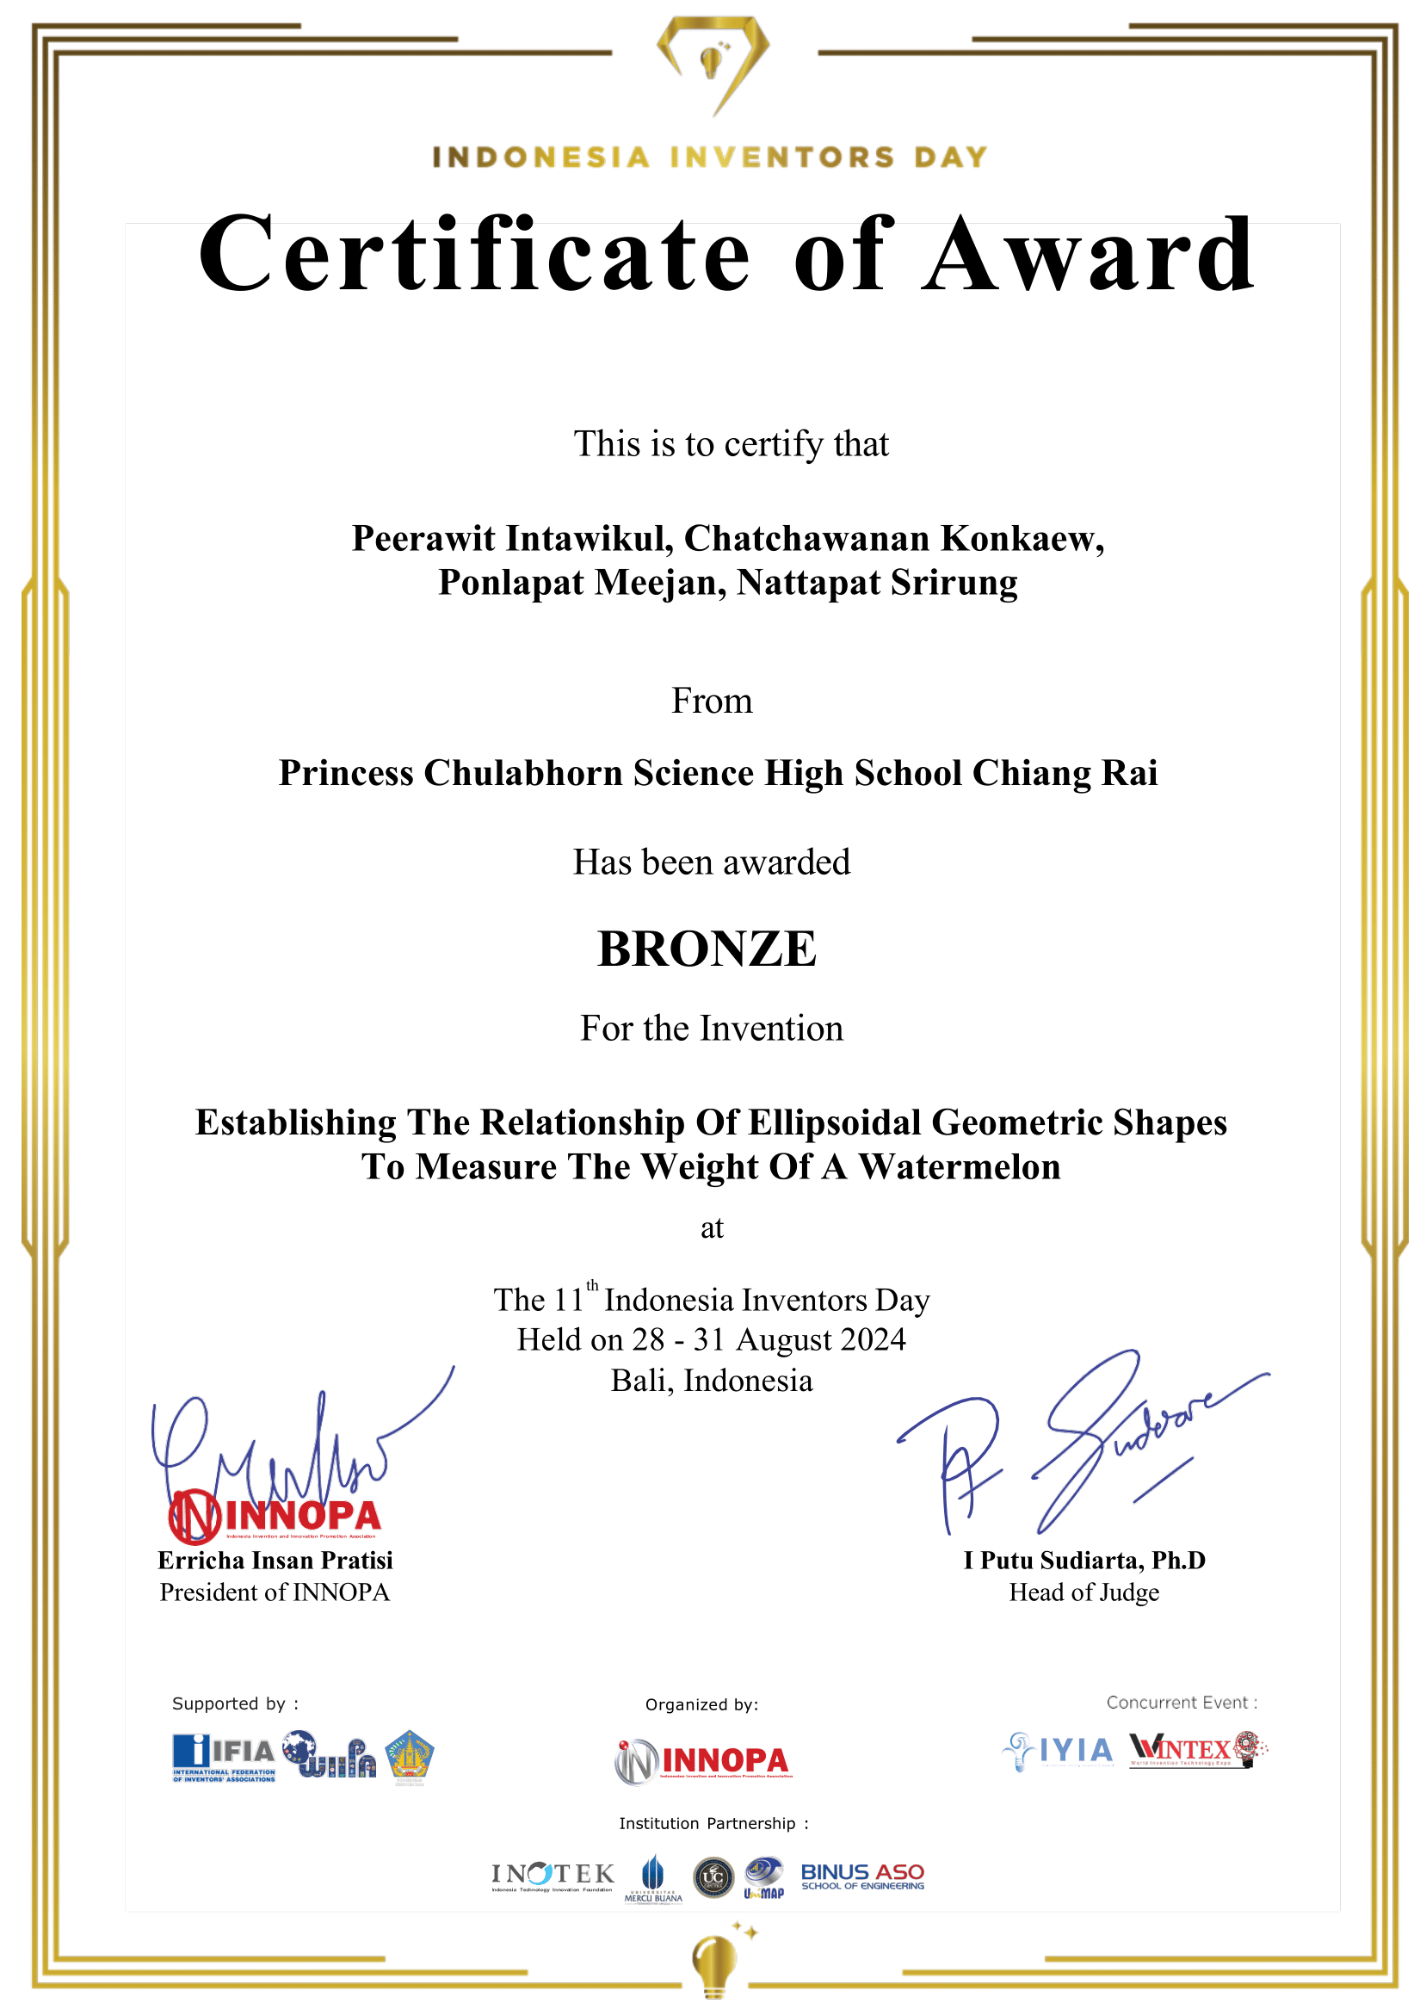 INDONESIA INVENTORS DAY
Certificate of Award
This is to certify that
Peerawit Intawikul, Chatchawanan Konkaew,
Ponlapat Meejan, Nattapat Srirung
From
Princess Chulabhorn Science High School Chiang Rai
Has been awarded
BRONZE
For the Invention
Establishing The Relationship Of Ellipsoidal Geometric Shapes
To Measure The Weight Of A Watermelon
at
The 11th Indonesia Inventors Day
Held on 28 - 31 August 2024
Bali, Indonesia
INNOPA
Indonesia Invention and Innovation Promotion Association
Erricha Insan Pratisi
President of INNOPA
I Putu Sudiarta, Ph.D
Head of Judge
Supported by :
IFIA
INTERNATIONAL FEDERATION
OF INVENTORS' ASSOCIATIONS
WIIPA
Organized by:
INNOPA
Indonesian Invention and Innovation Promotion Association
Concurrent Event :
IYIA
WINTEX
World Invention Technology Expo
Institution Partnership :
INOTEK
Indonesia Technology Innovation Foundation
UNIVERSITAS
MERCU BUANA
UC
UniMAP
BINUS ASO
SCHOOL OF ENGINEERING